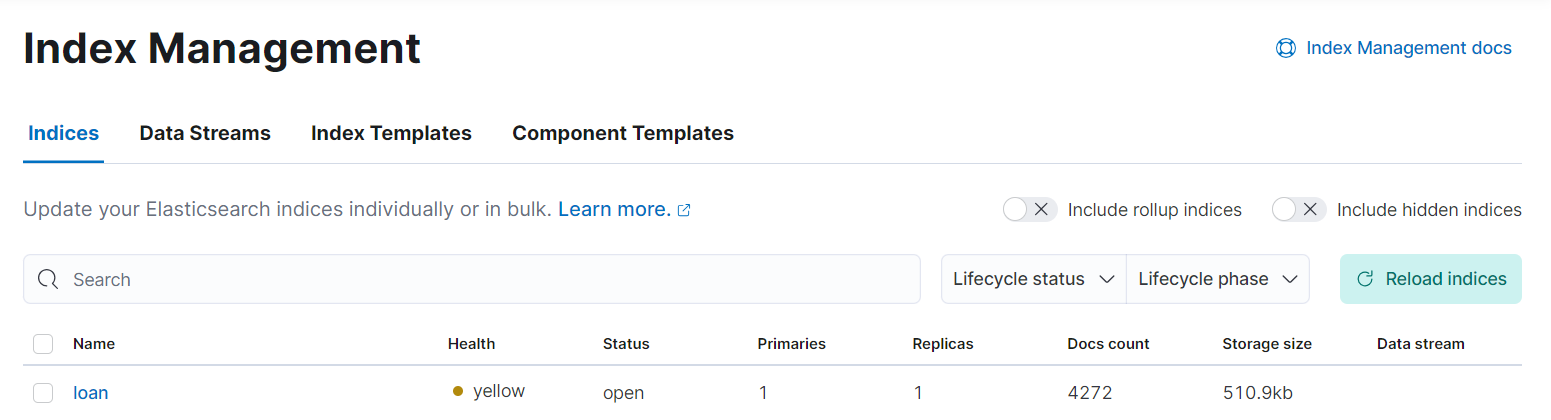 Index Management
Index Management docs
Indices Data Streams Index Templates Component Templates
Update your Elasticsearch indices individually or in bulk. Learn more.
Include rollup indices Include hidden indices
Search
Lifecycle status Lifecycle phase Reload indices
Name Health Status Primaries Replicas Docs count Storage size Data stream
loan yellow open 1 1 4272 510.9kb